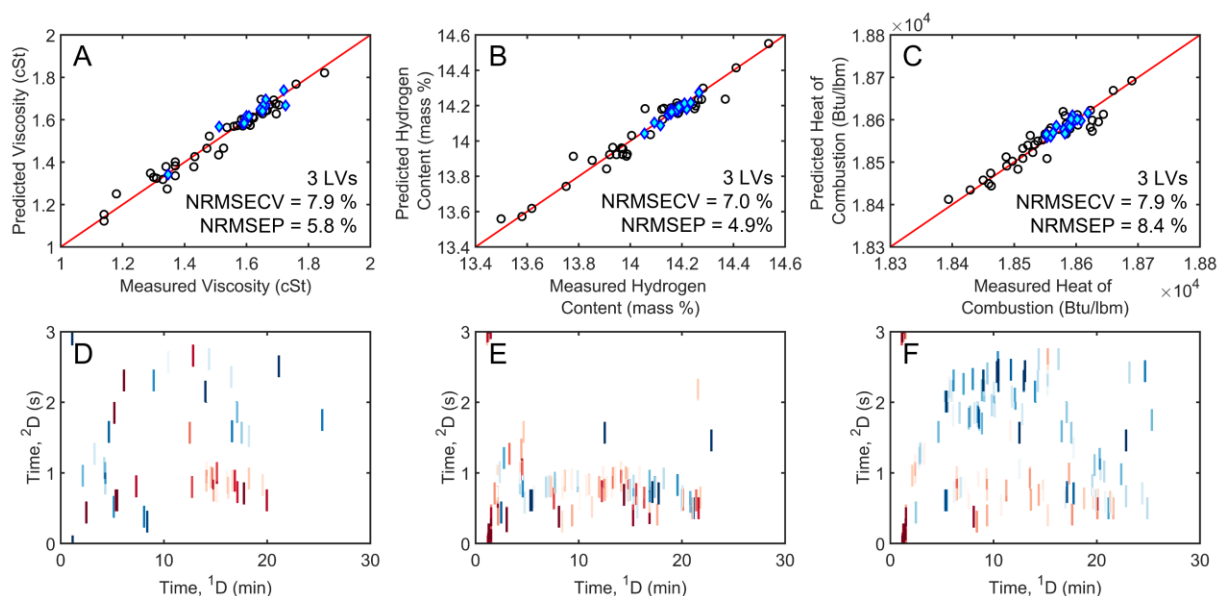 A
Predicted Viscosity (cSt)
2
1.8
1.6
1.4
1.2
1
3 LVs
NRMSECV = 7.9 %
NRMSEP = 5.8 %
1 1.2 1.4 1.6 1.8 2
Measured Viscosity (cSt)
B
Predicted Hydrogen
Content (mass %)
14.6
14.4
14.2
14
13.8
13.6
13.4
3 LVs
NRMSECV = 7.0 %
NRMSEP = 4.9%
13.4 13.6 13.8 14 14.2 14.4 14.6
Measured Hydrogen
Content (mass %)
C
× 10⁴
Predicted Heat of
Combustion (Btu/lbm)
1.88
1.87
1.86
1.85
1.84
1.83
3 LVs
NRMSECV = 7.9 %
NRMSEP = 8.4 %
1.83 1.84 1.85 1.86 1.87 1.88
Measured Heat of
Combustion (Btu/lbm)
× 10⁴
D
Time, ²D (s)
3
2
1
0
0 10 20 30
Time, ¹D (min)
E
Time, ²D (s)
3
2
1
0
0 10 20 30
Time, ¹D (min)
F
Time, ²D (s)
3
2
1
0
0 10 20 30
Time, ¹D (min)